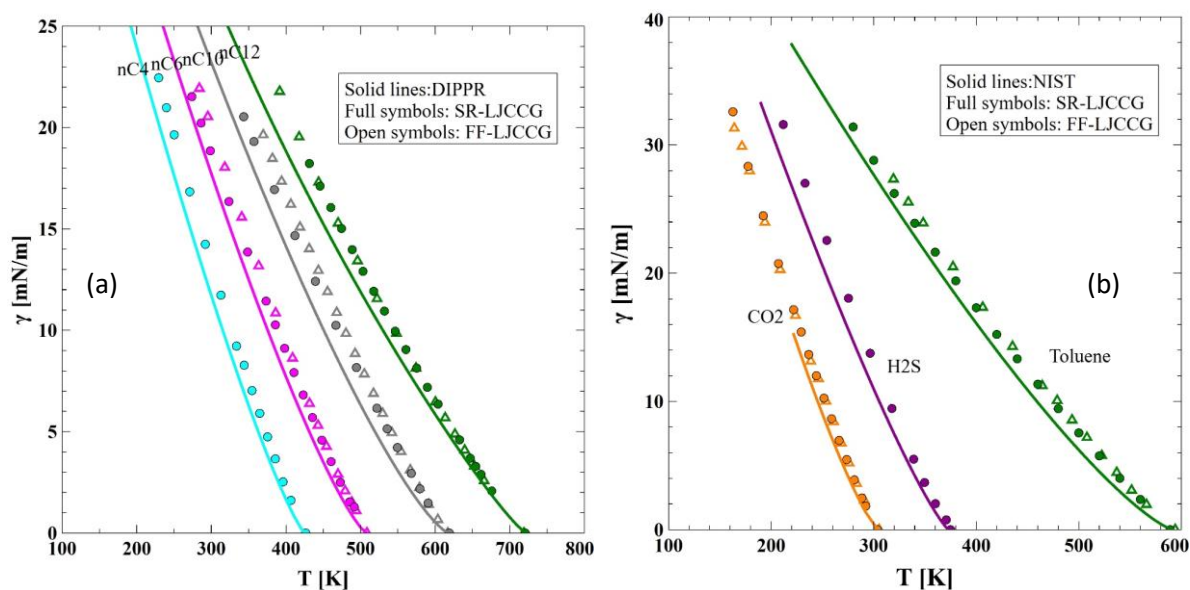 25
20
15
10
5
0
γ [mN/m]
nC4 nC6 nC10 nC12
Solid lines:DIPPR
Full symbols: SR-LJCCG
Open symbols: FF-LJCCG
(a)
100 200 300 400 500 600 700 800
T [K]
40
30
20
10
0
γ [mN/m]
Solid lines: NIST
Full symbols: SR-LJCCG
Open symbols: FF-LJCCG
(b)
CO2
H2S
Toluene
100 200 300 400 500 600
T [K]